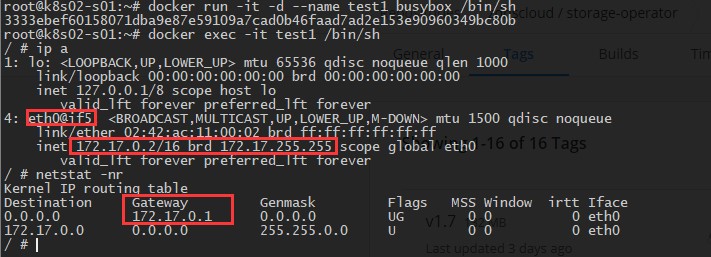 root@k8s02-s01:~# docker run -it -d --name test1 busybox /bin/sh
3333ebef60158071dba9e87e59109a7cad0b46faad7ad2e153e90960349bc80b
root@k8s02-s01:~# docker exec -it test1 /bin/sh
cloud / storage-operator
/ # ip a
Tags Builds
1: lo: <LOOPBACK,UP,LOWER_UP> mtu 65536 qdisc noqueue qlen 1000
link/loopback 00:00:00:00:00:00 brd 00:00:00:00:00:00
inet 127.0.0.1/8 scope host lo
valid_lft forever preferred_lft forever
4: eth0@if5: <BROADCAST,MULTICAST,UP,LOWER_UP,M-DOWN> mtu 1500 qdisc noqueue
link/ether 02:42:ac:11:00:02 brd ff:ff:ff:ff:ff:ff
1-16 of 16 Tags
inet 172.17.0.2/16 brd 172.17.255.255 scope global eth0
valid_lft forever preferred_lft forever
/ # netstat -nr
Kernel IP routing table
Destination Gateway Genmask Flags MSS Window irtt Iface
0.0.0.0 172.17.0.1 0.0.0.0 UG 0 0 0 eth0
v1.7
172.17.0.0 0.0.0.0 255.255.0.0 U 0 0 0 eth0
Last updated 3 days ago
/ #